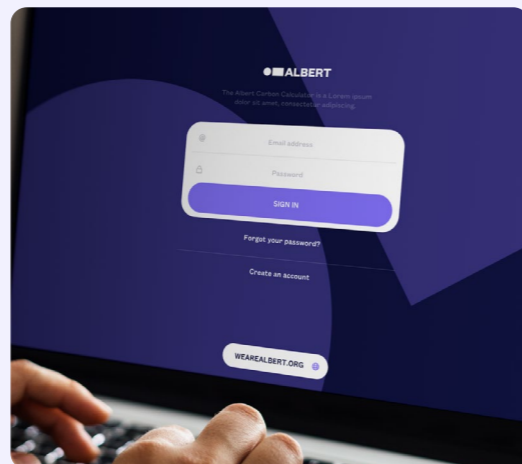 ALBERT
The Albert Carbon Calculator is a Lorem ipsum
dolor sit amet, consectetur adipiscing.
Email address
Password
SIGN IN
Forgot your password?
Create an account
WEAREALBERT.ORG